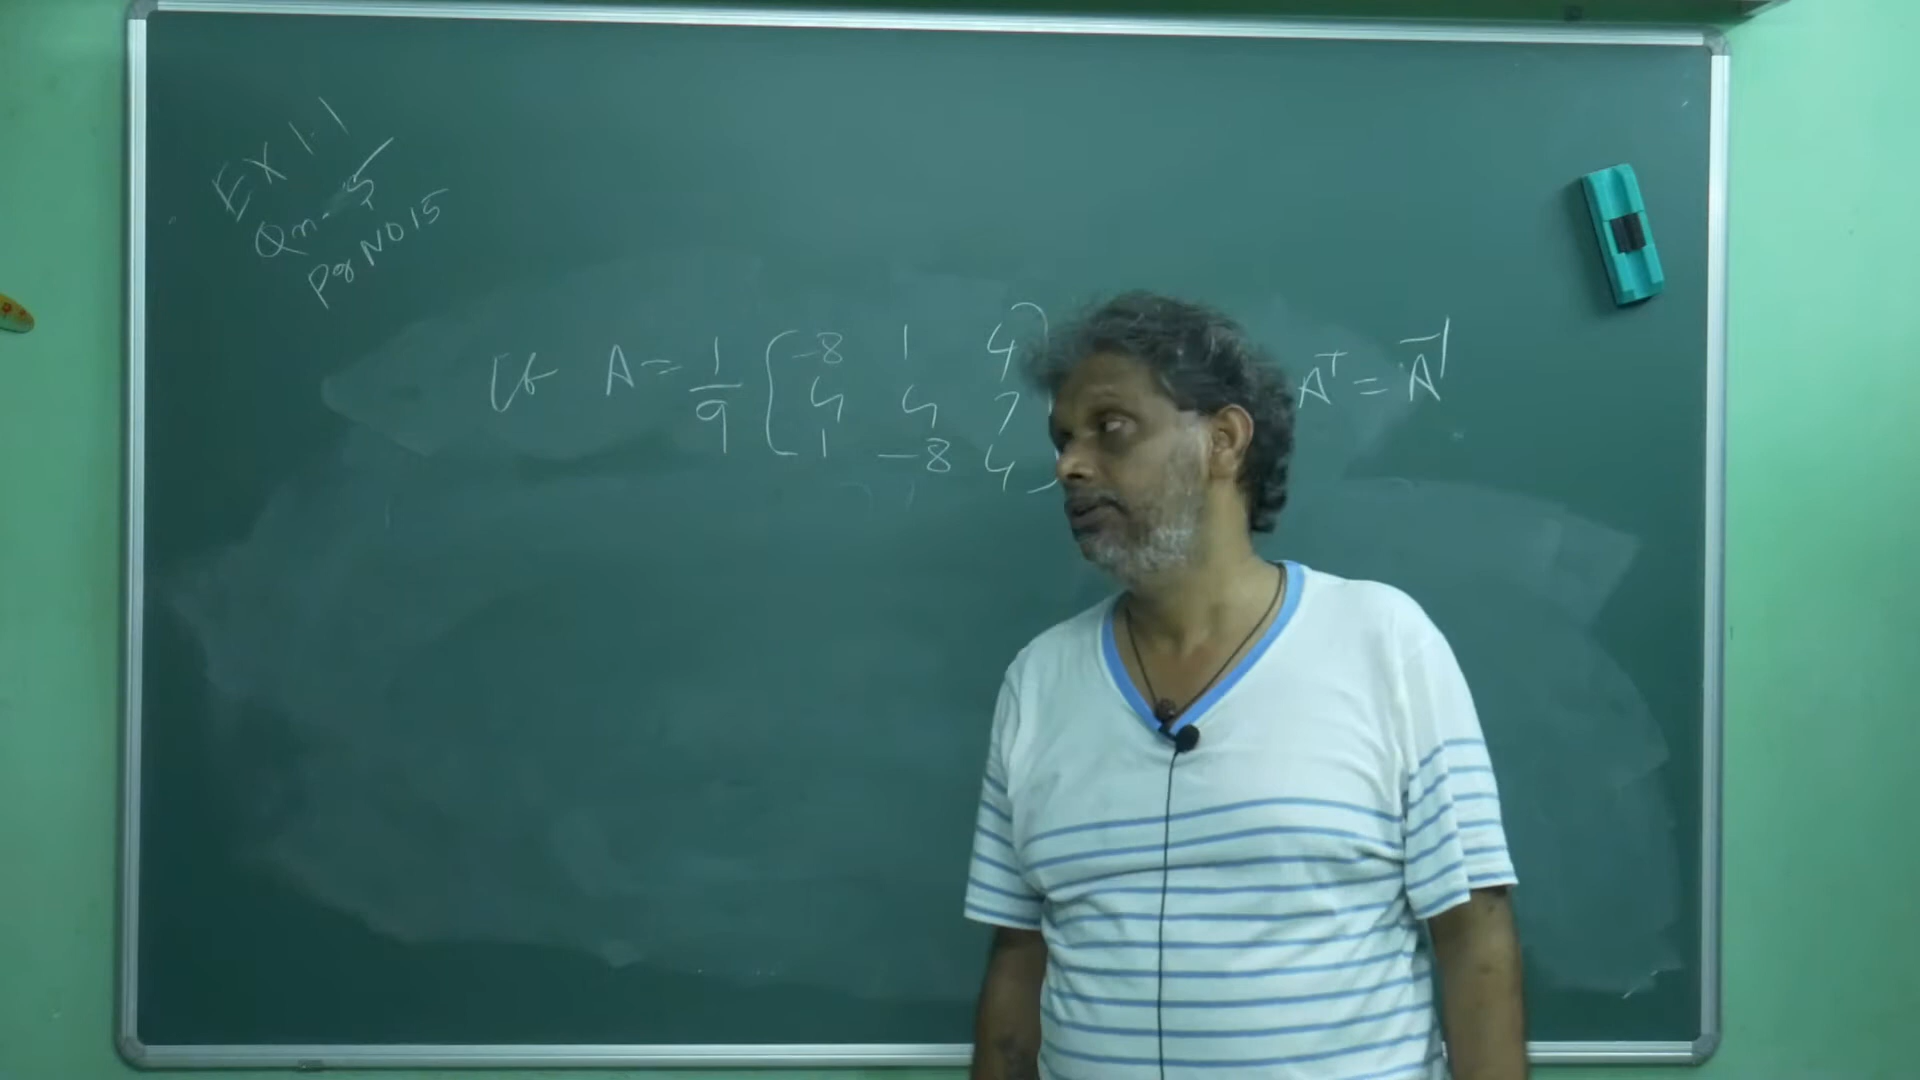 EX 1.1
Qn-5
Pg NO 15
If A = 1/9 [ -8 1 4
4 4 7
1 -8 4 ] A^T = A^-1